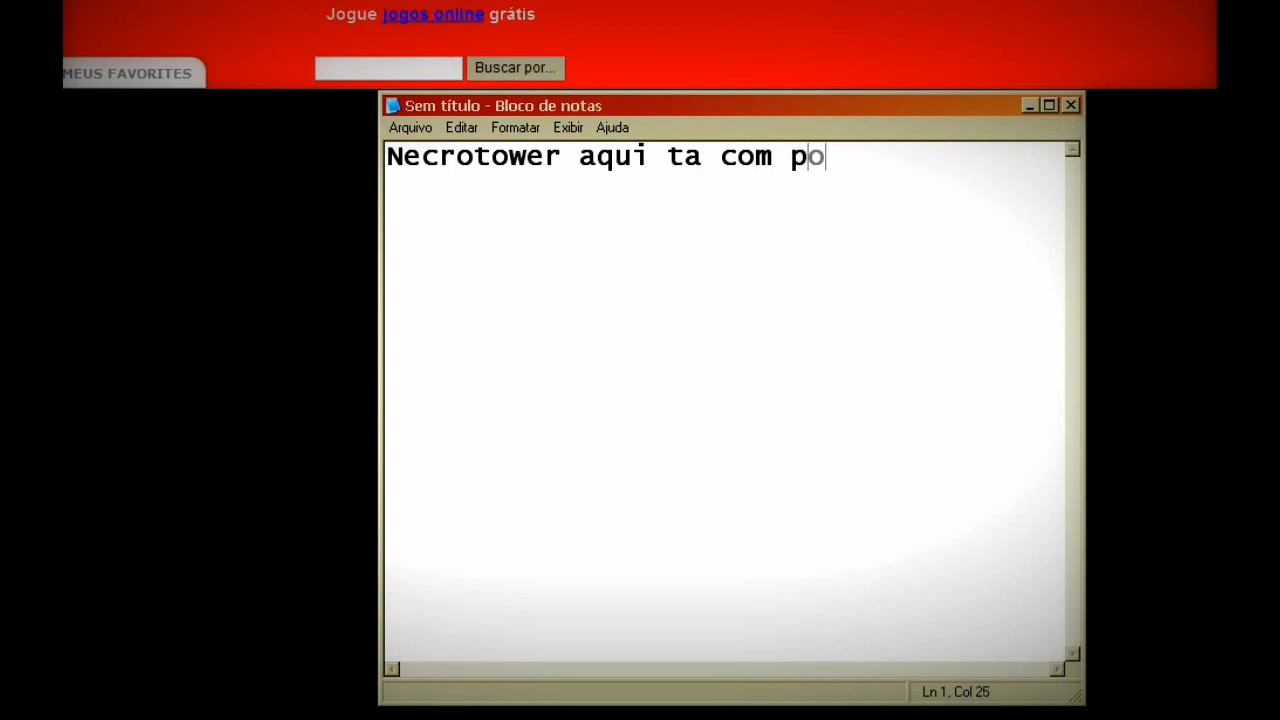 Jogue jogos online grátis
MEUS FAVORITES
Buscar por...
Sem título - Bloco de notas
Arquivo Editar Formatar Exibir Ajuda
Necrotower aqui ta com po
Ln 1, Col 25